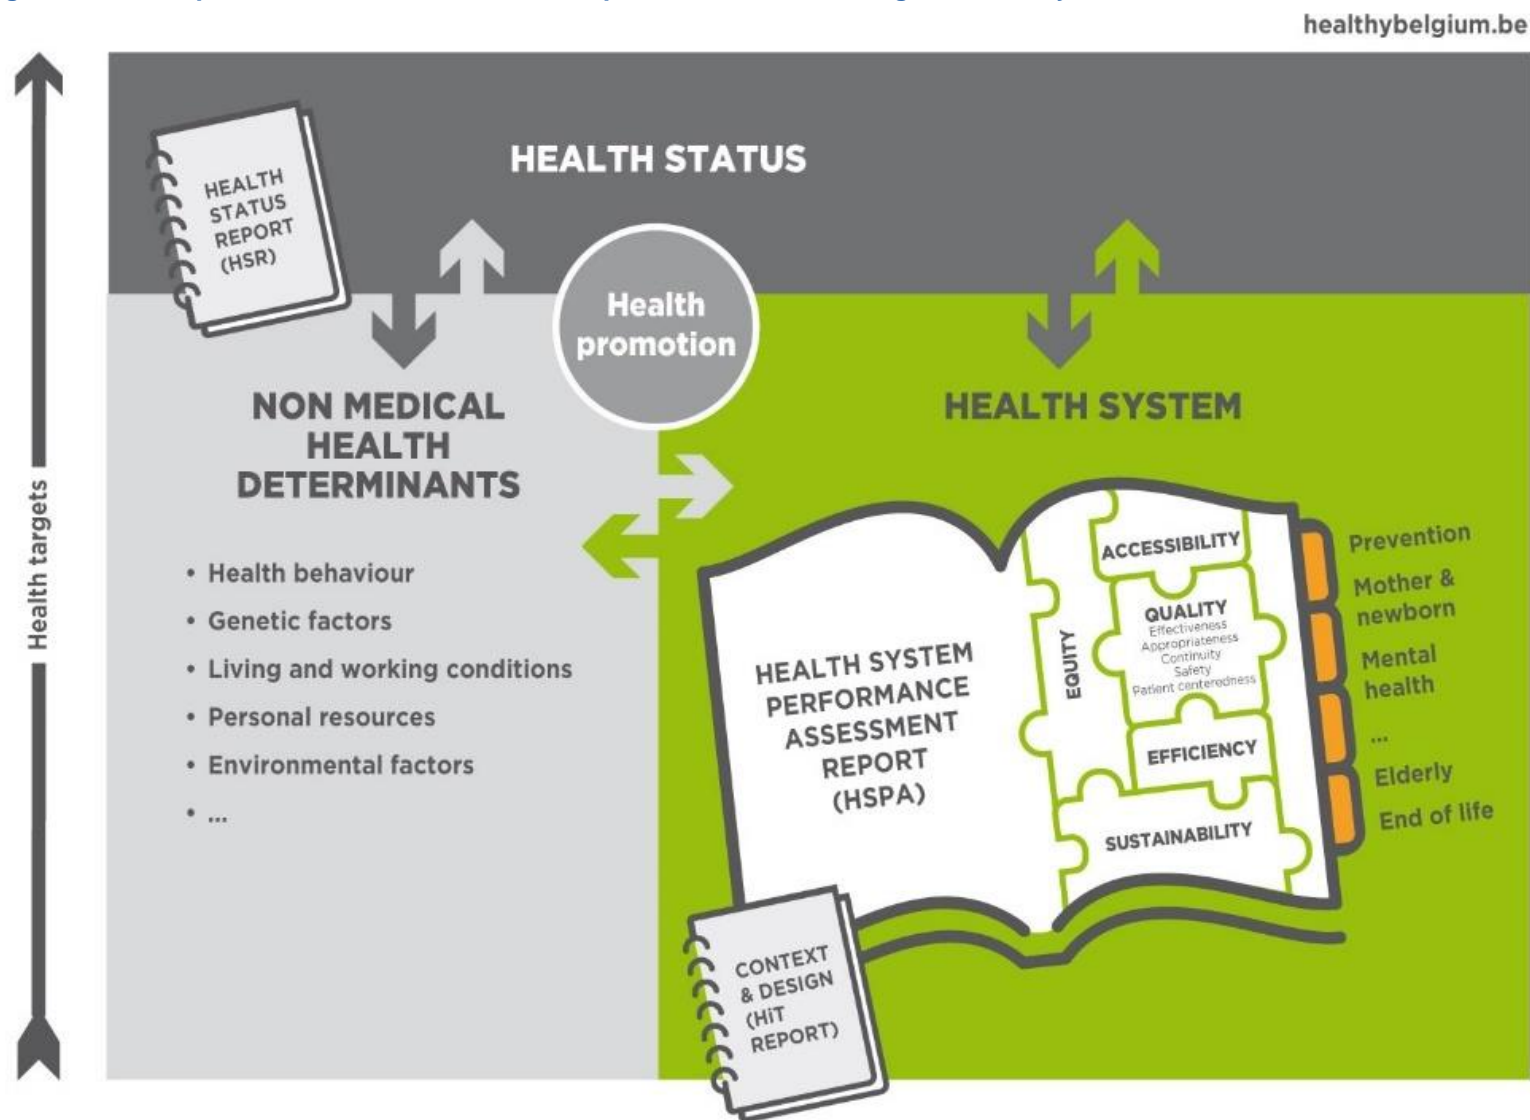 healthybelgium.be
Health targets
HEALTH STATUS
HEALTH
STATUS
REPORT
(HSR)
Health
promotion
NON MEDICAL
HEALTH
DETERMINANTS
• Health behaviour
• Genetic factors
• Living and working conditions
• Personal resources
• Environmental factors
• ...
HEALTH SYSTEM
HEALTH SYSTEM
PERFORMANCE
ASSESSMENT
REPORT
(HSPA)
EQUITY
ACCESSIBILITY
QUALITY
Effectiveness
Appropriateness
Continuity
Safety
Patient centeredness
EFFICIENCY
SUSTAINABILITY
Prevention
Mother &
newborn
Mental
health
...
Elderly
End of life
CONTEXT
& DESIGN
(HiT
REPORT)